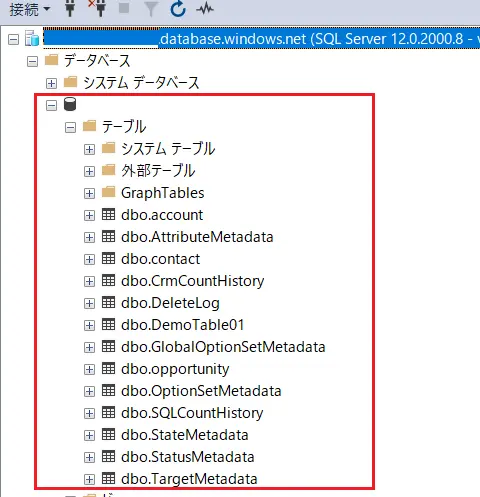 接続
database.windows.net (SQL Server 12.0.2000.8 -
データベース
システム データベース
テーブル
システム テーブル
外部テーブル
GraphTables
dbo.account
dbo.AttributeMetadata
dbo.contact
dbo.CrmCountHistory
dbo.DeleteLog
dbo.DemoTable01
dbo.GlobalOptionSetMetadata
dbo.opportunity
dbo.OptionSetMetadata
dbo.SQLCountHistory
dbo.StateMetadata
dbo.StatusMetadata
dbo.TargetMetadata